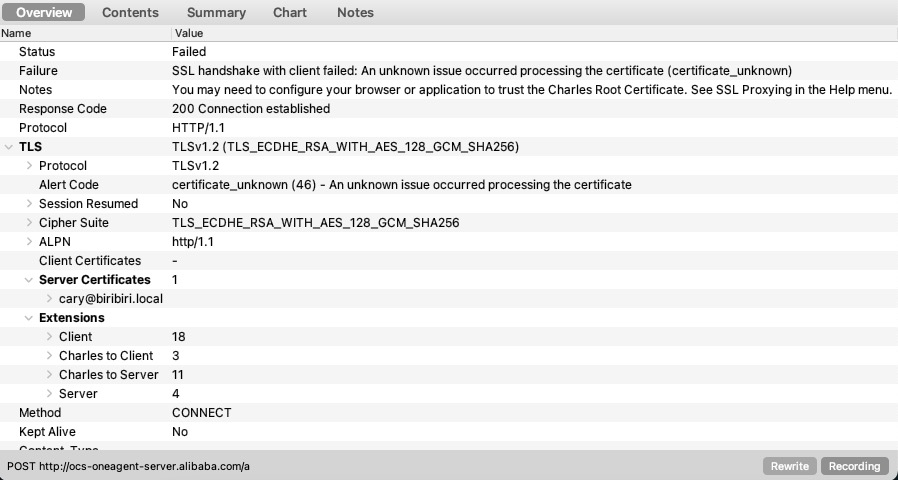 Overview Contents Summary Chart Notes
Name Value
Status Failed
Failure SSL handshake with client failed: An unknown issue occurred processing the certificate (certificate_unknown)
Notes You may need to configure your browser or application to trust the Charles Root Certificate. See SSL Proxying in the Help menu.
Response Code 200 Connection established
Protocol HTTP/1.1
TLS TLSv1.2 (TLS_ECDHE_RSA_WITH_AES_128_GCM_SHA256)
Protocol TLSv1.2
Alert Code certificate_unknown (46) - An unknown issue occurred processing the certificate
Session Resumed No
Cipher Suite TLS_ECDHE_RSA_WITH_AES_128_GCM_SHA256
ALPN http/1.1
Client Certificates -
Server Certificates 1
cary@biribiri.local
Extensions
Client 18
Charles to Client 3
Charles to Server 11
Server 4
Method CONNECT
Kept Alive No
POST http://ocs-oneagent-server.alibaba.com/a Rewrite Recording